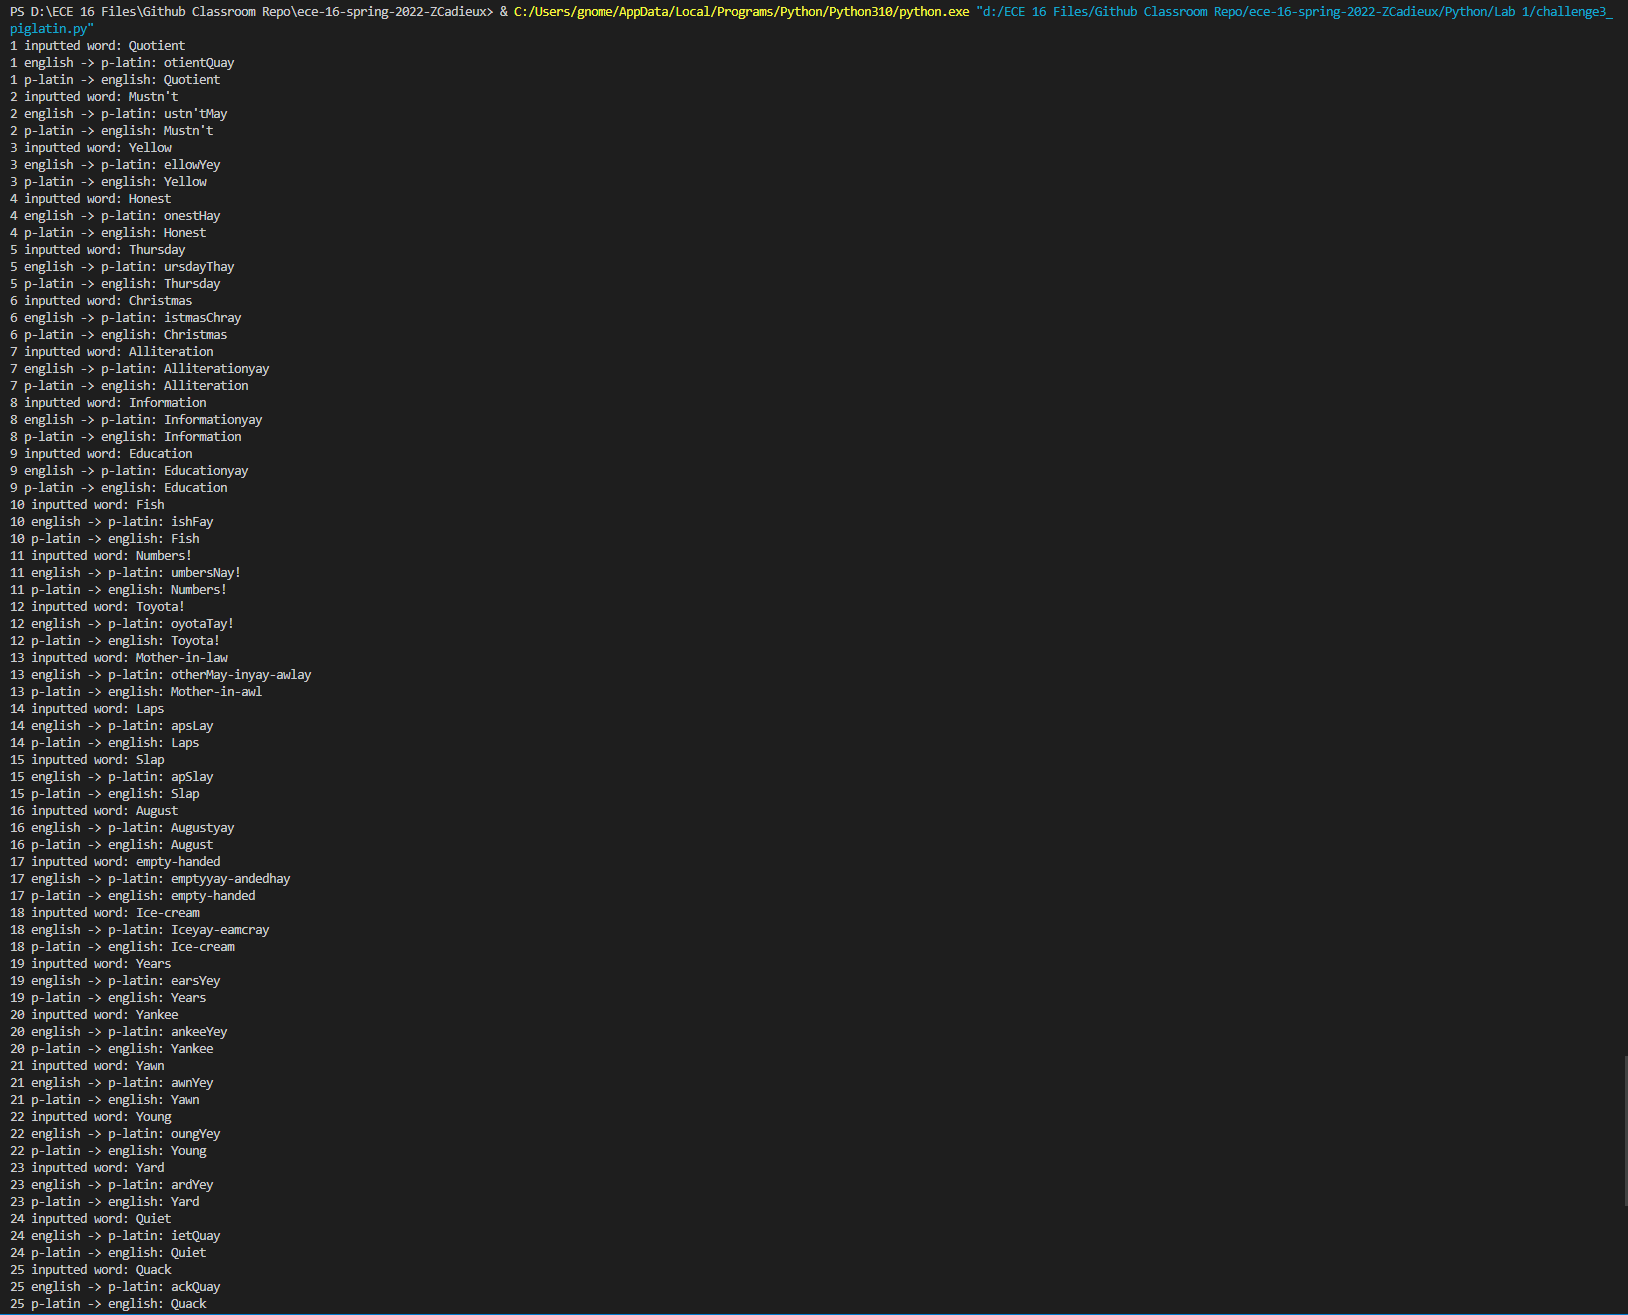 PS D:\ECE 16 Files\Github Classroom Repo\ece-16-spring-2022-ZCadieux> & C:/Users/gnome/AppData/Local/Programs/Python/Python310/python.exe "d:/ECE 16 Files/Github Classroom Repo/ece-16-spring-2022-ZCadieux/Python/Lab 1/challenge3_
piglatin.py"
1 inputted word: Quotient
1 english -> p-latin: otientQuay
1 p-latin -> english: Quotient
2 inputted word: Mustn't
2 english -> p-latin: ustn'tMay
2 p-latin -> english: Mustn't
3 inputted word: Yellow
3 english -> p-latin: ellowYey
3 p-latin -> english: Yellow
4 inputted word: Honest
4 english -> p-latin: onestHay
4 p-latin -> english: Honest
5 inputted word: Thursday
5 english -> p-latin: ursdayThay
5 p-latin -> english: Thursday
6 inputted word: Christmas
6 english -> p-latin: istmasChray
6 p-latin -> english: Christmas
7 inputted word: Alliteration
7 english -> p-latin: Alliterationyay
7 p-latin -> english: Alliteration
8 inputted word: Information
8 english -> p-latin: Informationyay
8 p-latin -> english: Information
9 inputted word: Education
9 english -> p-latin: Educationyay
9 p-latin -> english: Education
10 inputted word: Fish
10 english -> p-latin: ishFay
10 p-latin -> english: Fish
11 inputted word: Numbers!
11 english -> p-latin: umbersNay!
11 p-latin -> english: Numbers!
12 inputted word: Toyota!
12 english -> p-latin: oyotaTay!
12 p-latin -> english: Toyota!
13 inputted word: Mother-in-law
13 english -> p-latin: otherMay-inyay-awlay
13 p-latin -> english: Mother-in-awl
14 inputted word: Laps
14 english -> p-latin: apsLay
14 p-latin -> english: Laps
15 inputted word: Slap
15 english -> p-latin: apSlay
15 p-latin -> english: Slap
16 inputted word: August
16 english -> p-latin: Augustyay
16 p-latin -> english: August
17 inputted word: empty-handed
17 english -> p-latin: emptyyay-andedhay
17 p-latin -> english: empty-handed
18 inputted word: Ice-cream
18 english -> p-latin: Iceyay-eamcray
18 p-latin -> english: Ice-cream
19 inputted word: Years
19 english -> p-latin: earsYey
19 p-latin -> english: Years
20 inputted word: Yankee
20 english -> p-latin: ankeeYey
20 p-latin -> english: Yankee
21 inputted word: Yawn
21 english -> p-latin: awnYey
21 p-latin -> english: Yawn
22 inputted word: Young
22 english -> p-latin: oungYey
22 p-latin -> english: Young
23 inputted word: Yard
23 english -> p-latin: ardYey
23 p-latin -> english: Yard
24 inputted word: Quiet
24 english -> p-latin: ietQuay
24 p-latin -> english: Quiet
25 inputted word: Quack
25 english -> p-latin: ackQuay
25 p-latin -> english: Quack